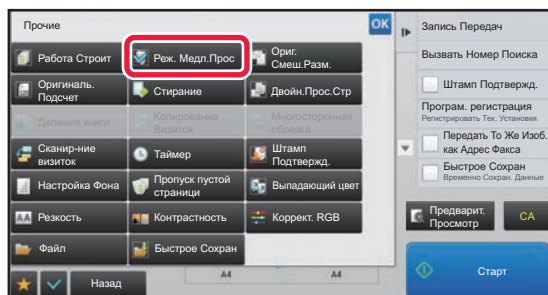 Прочие
OK
Работа Строит
Реж. Медл.Прос
Ориг.
Смеш.Разм.
Оригиналь.
Подсчет
Стирание
Двойн.Прос.Стр
Деление книги
Копирование
Визиток
Многосторонняя
обрезка
Сканир-ние
визиток
Таймер
Штамп
Подтвержд.
Настройка Фона
Пропуск пустой
страници
Выпадающий цвет
Резкость
Контрастность
Коррект. RGB
Файл
Быстрое Сохран
Назад
A4
A4
Запись Передач
Вызвать Номер Поиска
Штамп Подтвержд.
Програм. регистрация
Регистрировать Тек. Установки
Передать То Же Изоб.
как Адрес Факса
Быстрое Сохран
Временно Сохран. Данные
Предварит.
Просмотр
CA
Старт